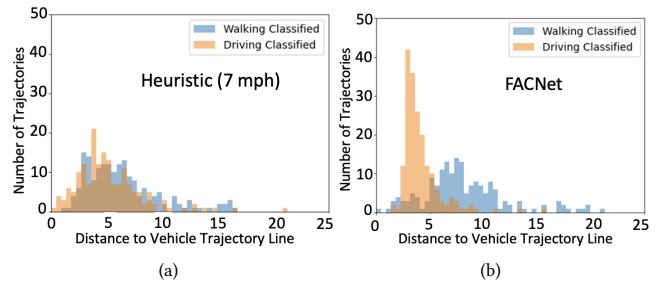 50
40
30
20
10
0
Number of Trajectories
Walking Classified
Driving Classified
Heuristic (7 mph)
0 5 10 15 20 25
Distance to Vehicle Trajectory Line
(a)
50
40
30
20
10
0
Number of Trajectories
Walking Classified
Driving Classified
FACNet
0 5 10 15 20 25
Distance to Vehicle Trajectory Line
(b)